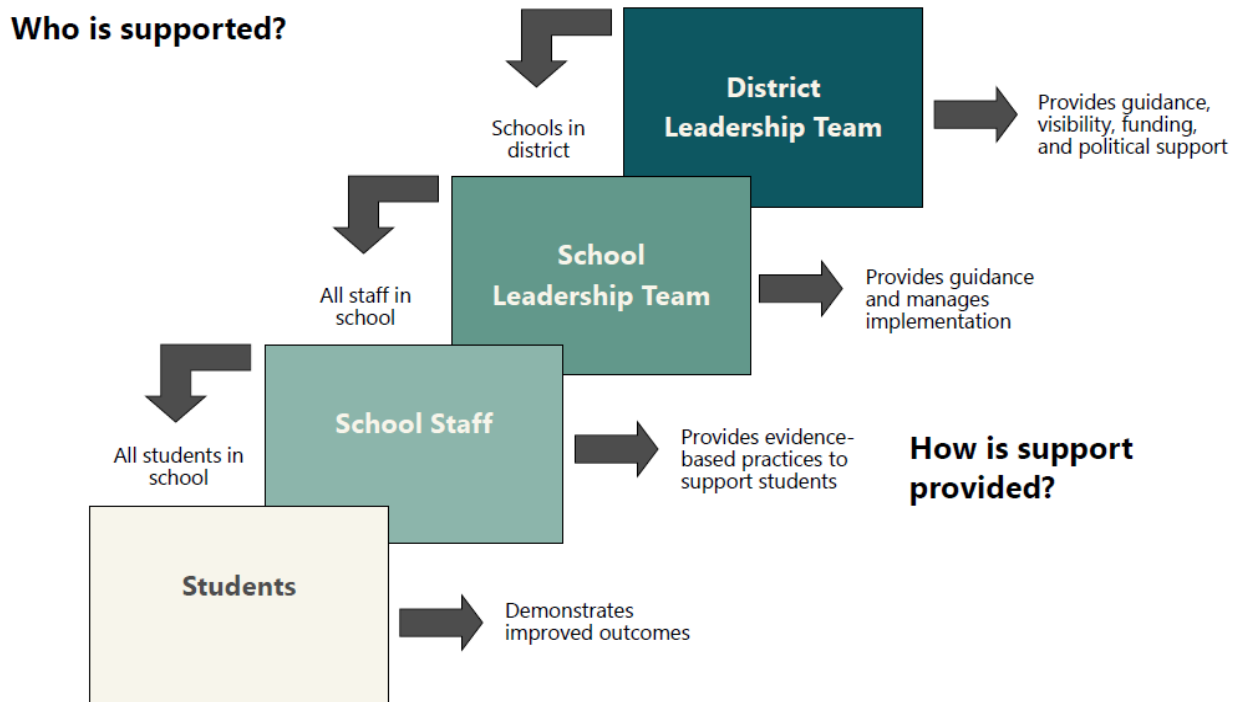 Who is supported?
District
Leadership Team
Provides guidance,
visibility, funding,
and political support
Schools in
district
School
Leadership Team
Provides guidance
and manages
implementation
All staff in
school
School Staff
Provides evidence-
based practices to
support students
How is support
provided?
All students in
school
Students
Demonstrates
improved outcomes